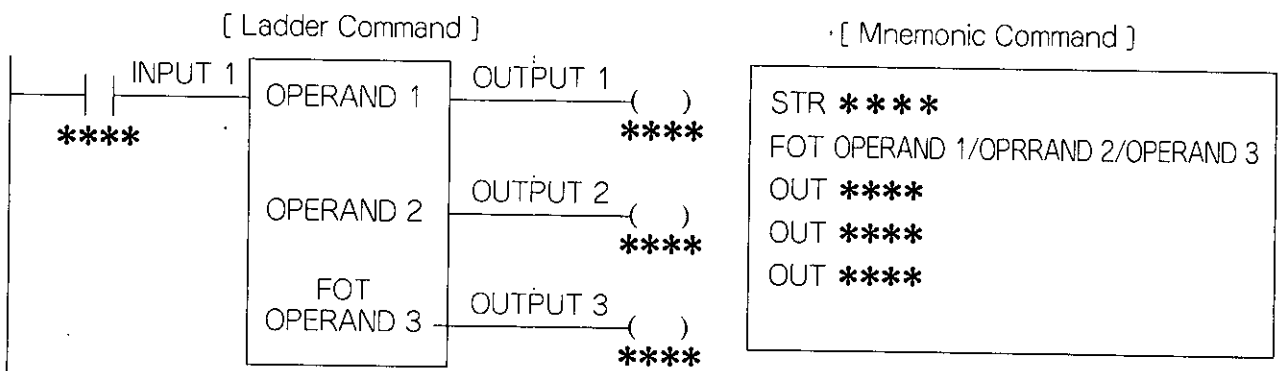 [ Ladder Command ]
INPUT 1
****
OPERAND 1
OUTPUT 1
( )
****
OPERAND 2
OUTPUT 2
( )
****
FOT
OPERAND 3
OUTPUT 3
( )
****
[ Mnemonic Command ]
STR ****
FOT OPERAND 1/OPRRAND 2/OPERAND 3
OUT ****
OUT ****
OUT ****